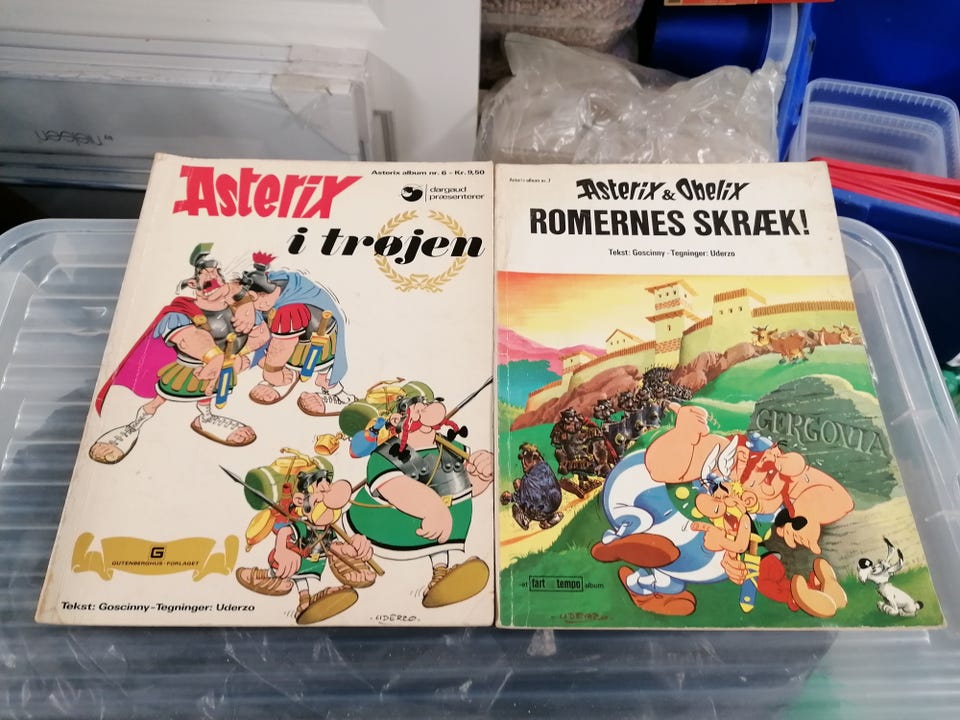 Asterix album nr. 6 - Kr. 9,50
Asterix
dargaud
præsenterer
i trøjen
G
GUTENBERGHUS-FORLAGET
Tekst: Goscinny-Tegninger: Uderzo
-UDERZO-
Asterix album nr. 7
Asterix & Obelix
ROMERNES SKRÆK!
Tekst: Goscinny - Tegninger: Uderzo
GERGOVIA
-et fart og tempo album
-UDERZO-